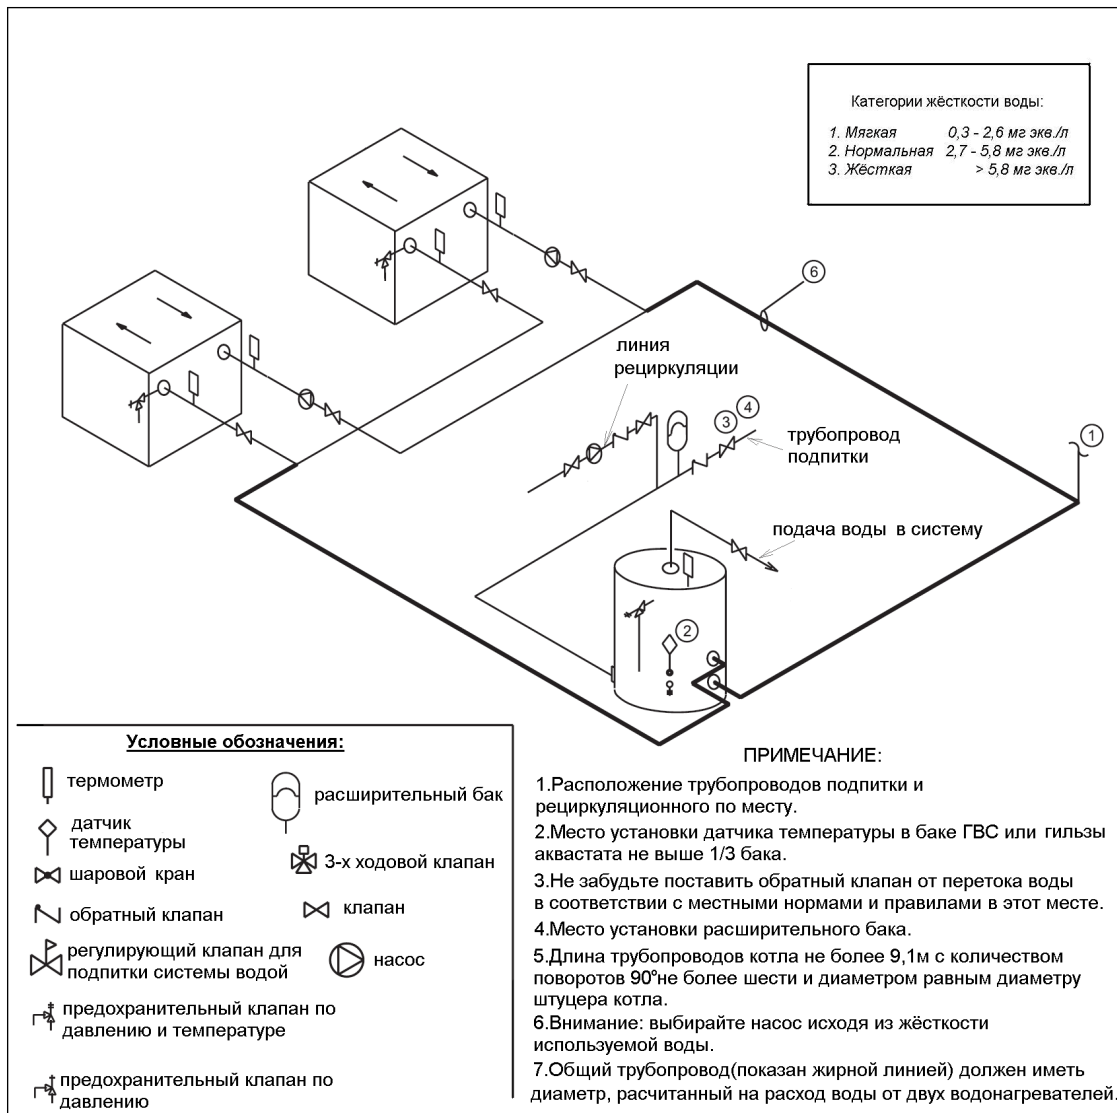 Категории жёсткости воды:
1. Мягкая 0,3 - 2,6 мг экв./л
2. Нормальная 2,7 - 5,8 мг экв./л
3. Жёсткая > 5,8 мг экв./л
6
линия
рециркуляции
3
4
трубопровод
подпитки
1
подача воды в систему
2
Условные обозначения:
термометр
датчик
температуры
шаровой кран
обратный клапан
регулирующий клапан для
подпитки системы водой
предохранительный клапан по
давлению и температуре
предохранительный клапан по
давлению
расширительный бак
3-х ходовой клапан
клапан
насос
ПРИМЕЧАНИЕ:
1.Расположение трубопроводов подпитки и
рециркуляционного по месту.
2.Место установки датчика температуры в баке ГВС или гильзы
аквастата не выше 1/3 бака.
3.Не забудьте поставить обратный клапан от перетока воды
в соответствии с местными нормами и правилами в этот месте.
4.Место установки расширительного бака.
5.Длина трубопроводов котла не более 9,1м с количеством
поворотов 90°не более шести и диаметром равным диаметру
штуцера котла.
6.Внимание: выбирайте насос исходя из жёсткости
используемой воды.
7.Общий трубопровод(показан жирной линией) должен иметь
диаметр, расчитанный на расход воды от двух водонагревателей.